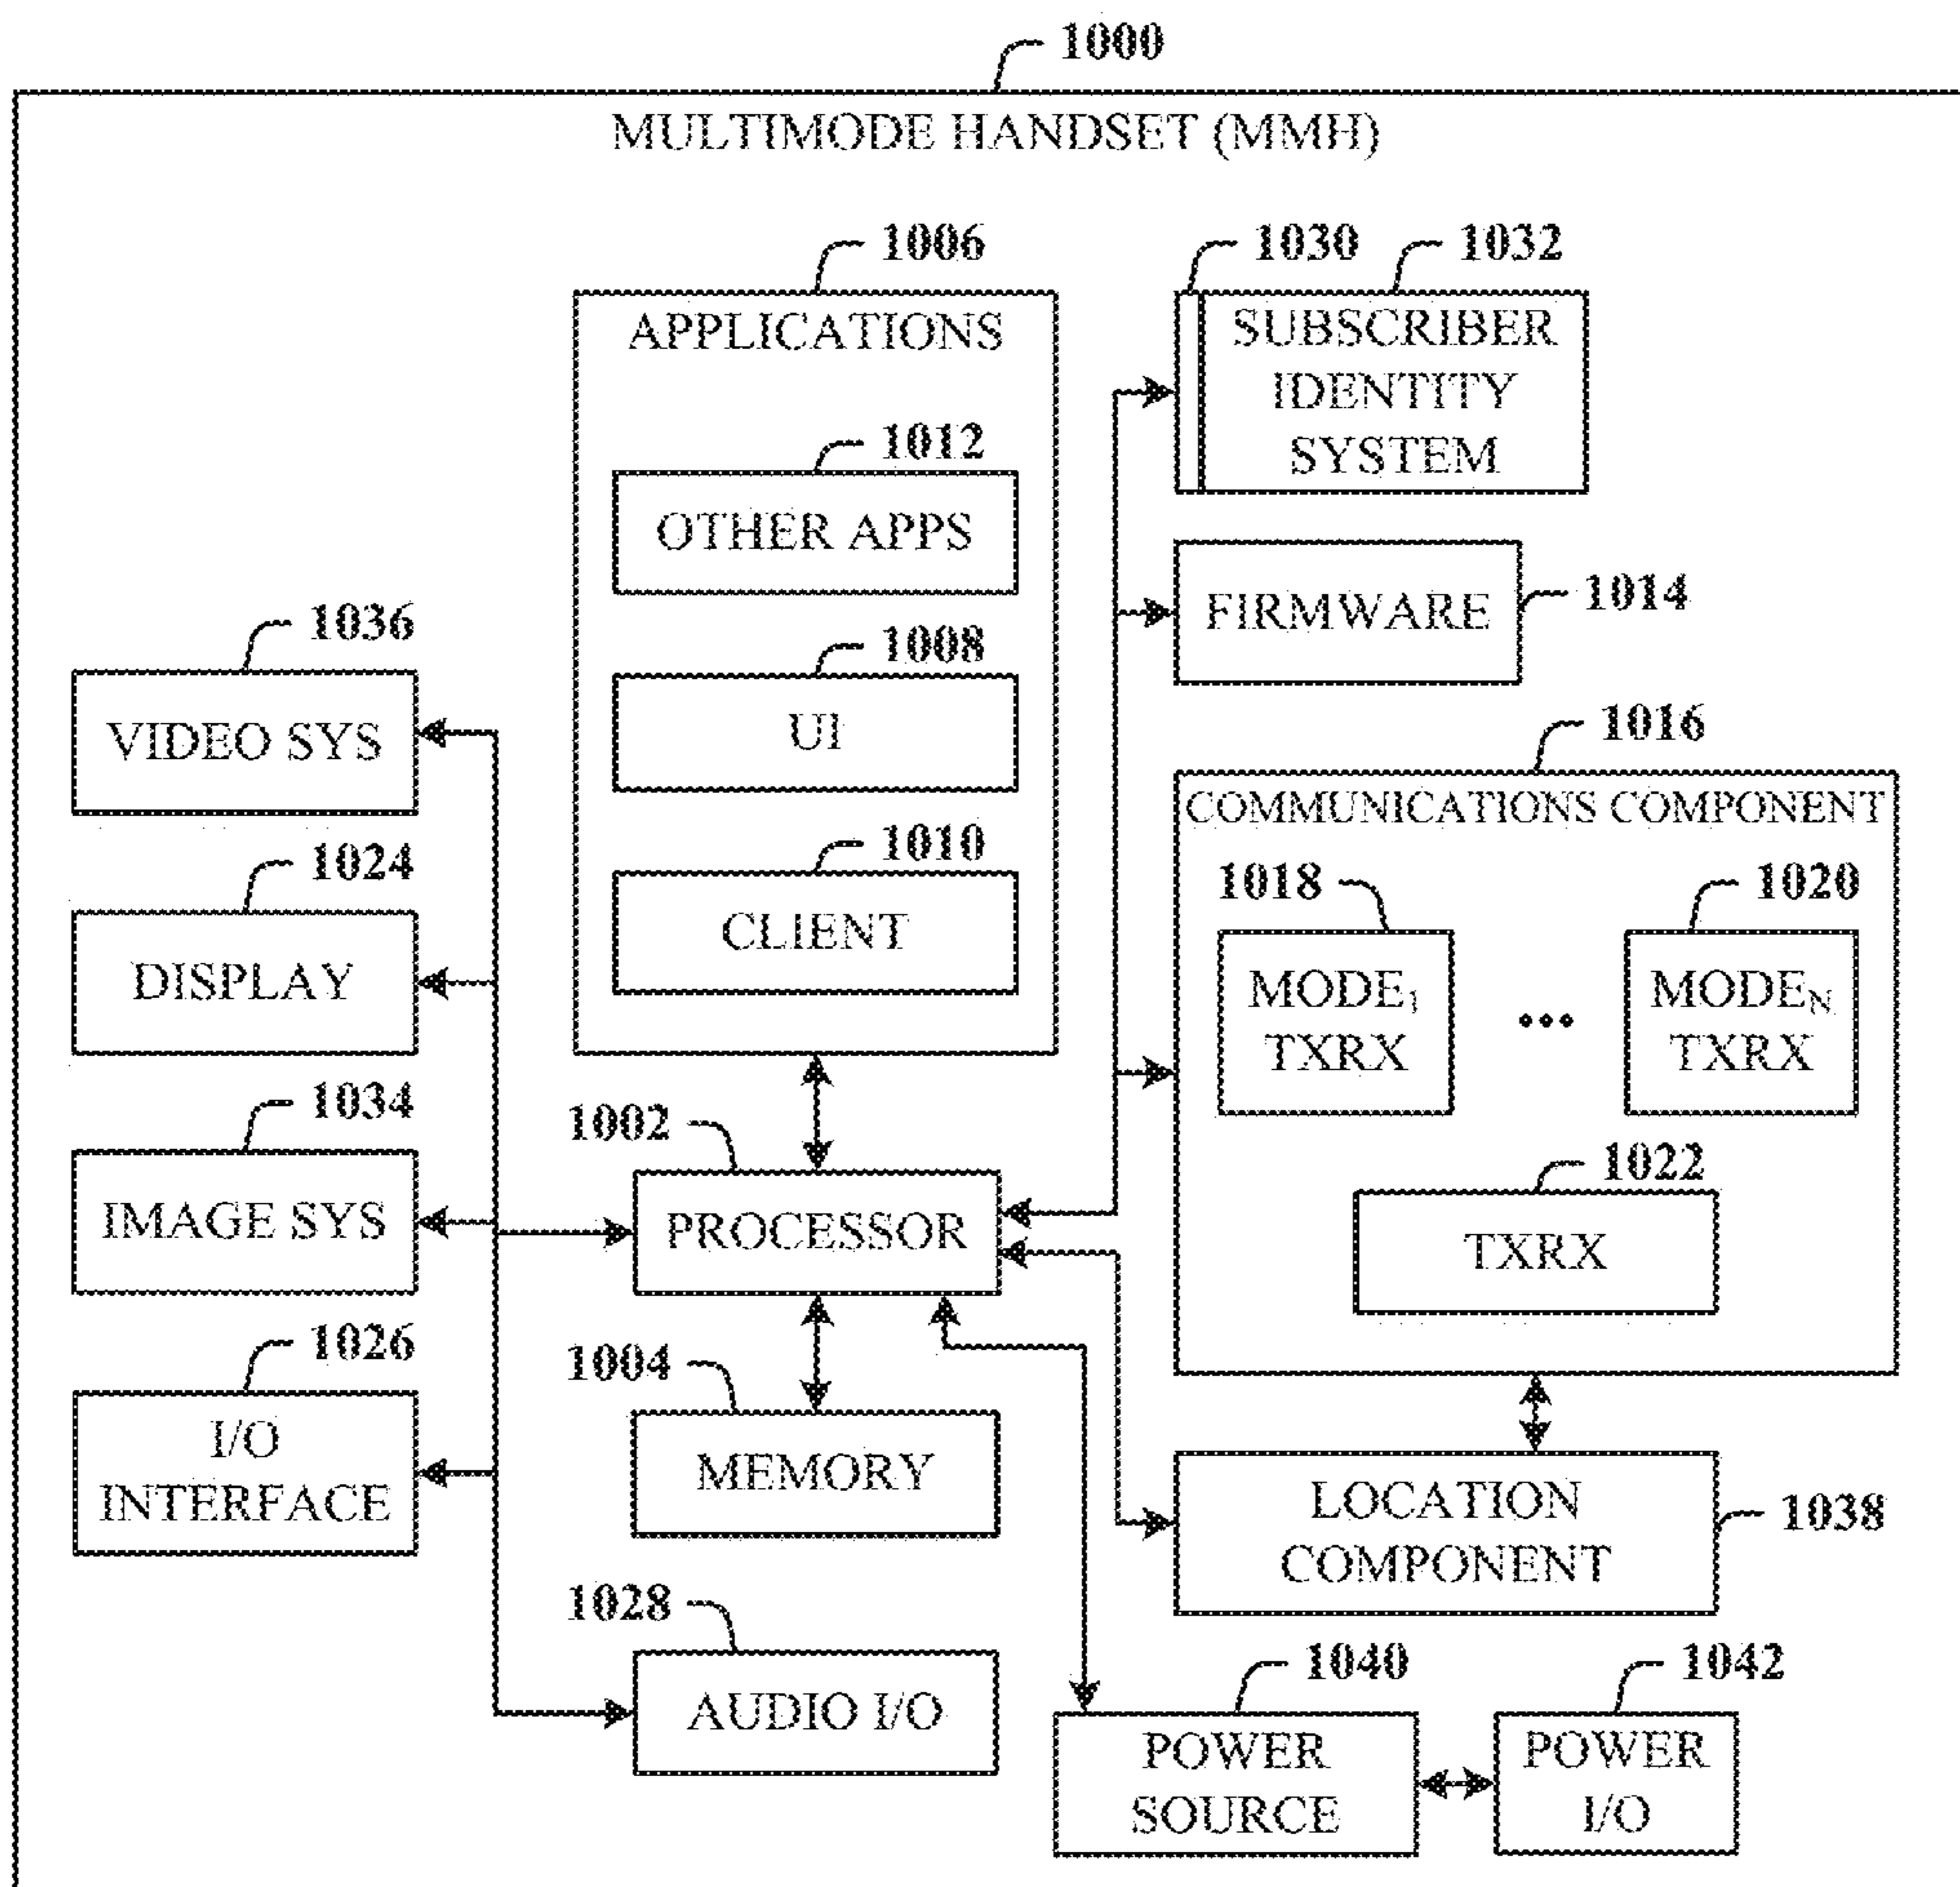 1000
MULTIMODE HANDSET (MMH)
1006
APPLICATIONS
1012
OTHER APPS
1008
UI
1010
CLIENT
1030
1032
SUBSCRIBER
IDENTITY
SYSTEM
FIRMWARE
1014
1036
VIDEO SYS
1024
DISPLAY
1034
IMAGE SYS
1026
I/O
INTERFACE
1016
COMMUNICATIONS COMPONENT
1018
MODE₁
TXRX
•••
1020
MODE_N
TXRX
1022
TXRX
1002
PROCESSOR
1004
MEMORY
1028
AUDIO I/O
LOCATION
COMPONENT
1038
1040
POWER
SOURCE
1042
POWER
I/O